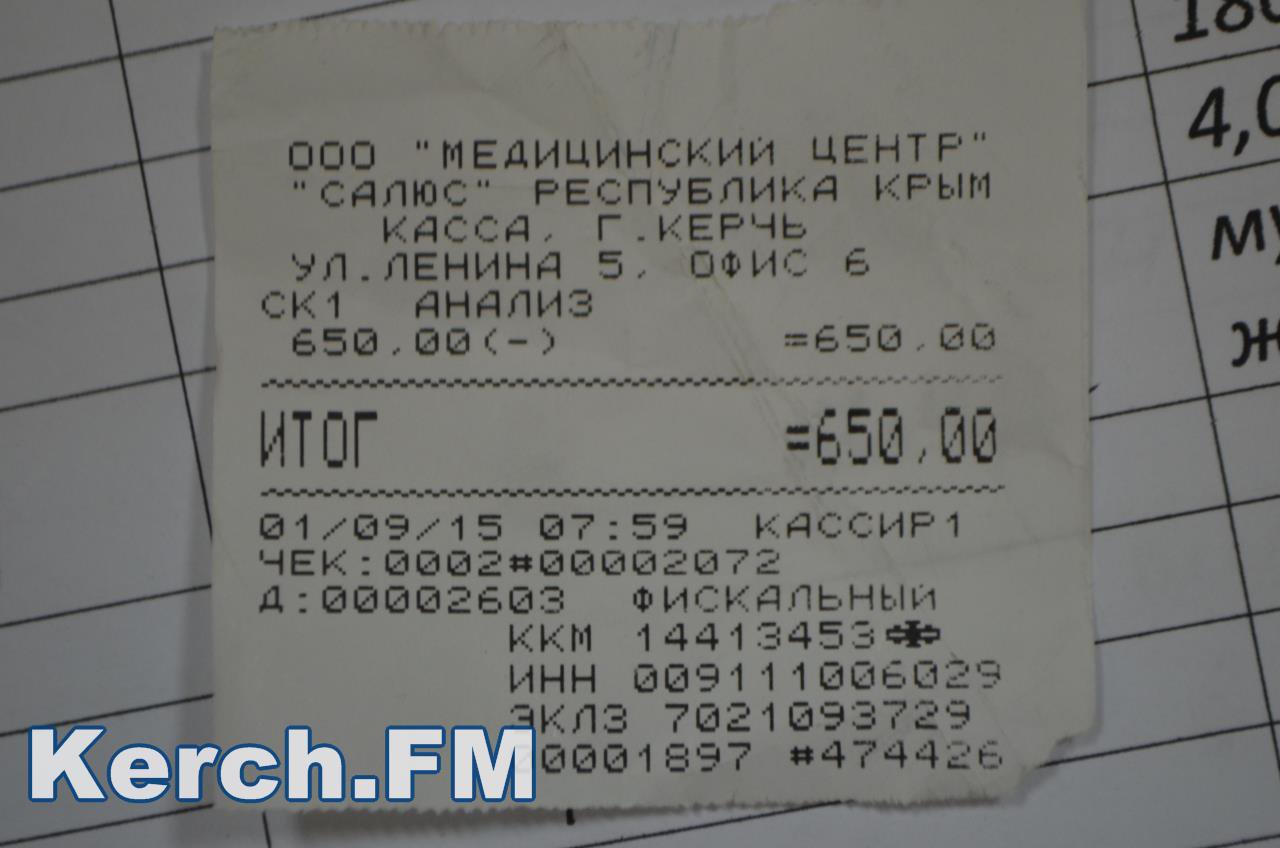 ООО "МЕДИЦИНСКИЙ ЦЕНТР"
"САЛЮС" РЕСПУБЛИКА КРЫМ
КАССА, Г.КЕРЧЬ
УЛ.ЛЕНИНА 5, ОФИС 6
СК1 АНАЛИЗ
650,00(-) =650,00
ИТОГ =650,00
01/09/15 07:59 КАССИР1
ЧЕК:0002#00002072
Д:00002603 ФИСКАЛЬНЫЙ
ККМ 14413453
ИНН 009111006029
ЭКЛЗ 7021093729
00001897 #474426
Kerch.FM